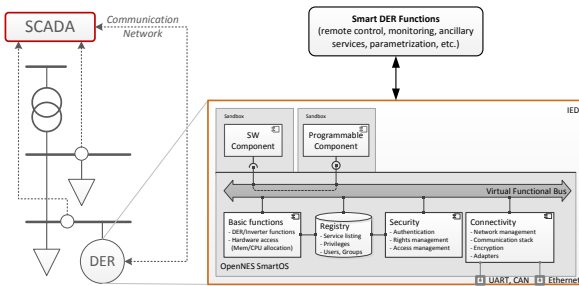 SCADA
Communication
Network
DER
Smart DER Functions
(remote control, monitoring, ancillary
services, parametrization, etc.)
IED
Sandbox
SW
Component
Sandbox
Programmable
Component
Virtual Functional Bus
Basic functions
- DER/Inverter functions
- Hardware access
(Mem/CPU allocation)
Registry
- Service listing
- Privileges
- Users, Groups
Security
- Authentication
- Rights management
- Access management
Connectivity
- Network management
- Communication stack
- Encryption
- Adapters
OpenNES SmartOS
UART, CAN
Ethernet